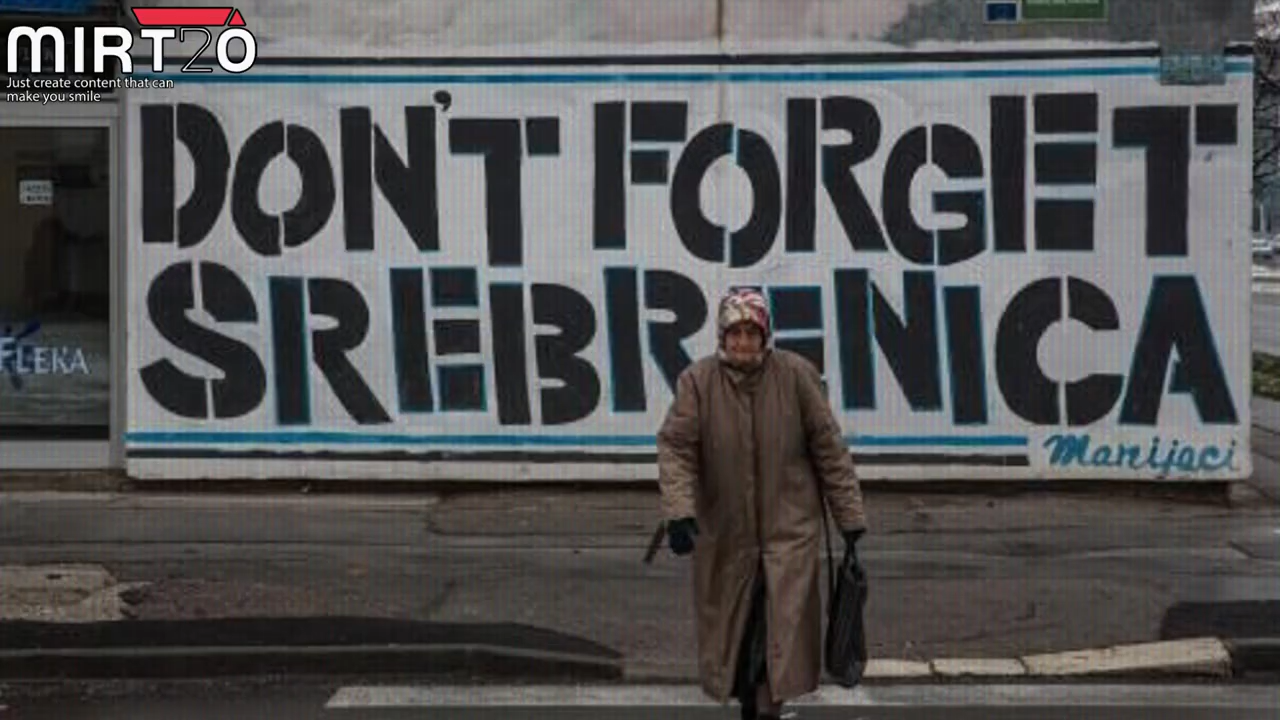 MIRT20
Just create content that can
make you smile
DON'T FORGET
SREBRENICA
Manijaci
FLEKA